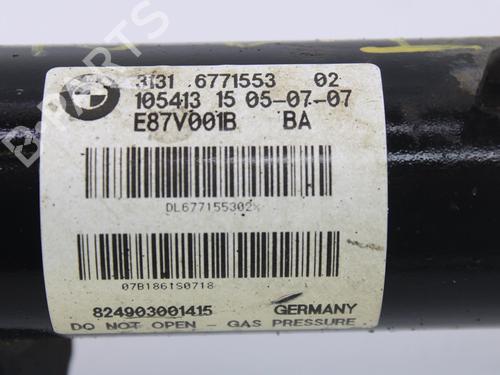 BMW
3131 6771553 02
105413 15 05-07-07
E87V001B BA
DL677155302%
07B1861S0718
824903001415 GERMANY
DO NOT OPEN - GAS PRESSURE